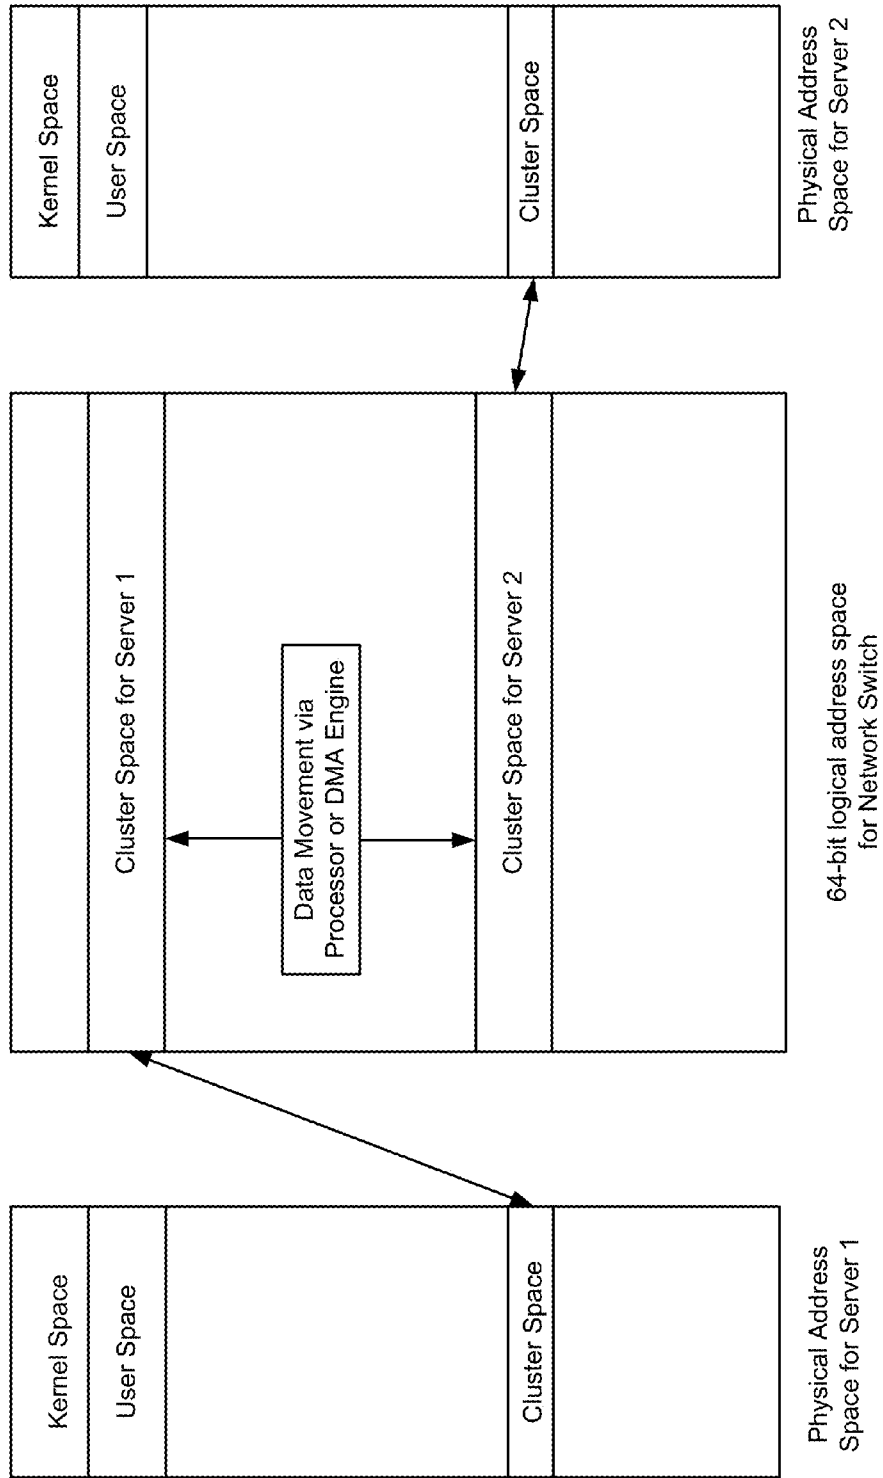 Kernel Space
User Space
Cluster Space
Physical Address
Space for Server 1
Cluster Space for Server 1
Data Movement via
Processor or DMA Engine
Cluster Space for Server 2
64-bit logical address space
for Network Switch
Kernel Space
User Space
Cluster Space
Physical Address
Space for Server 2